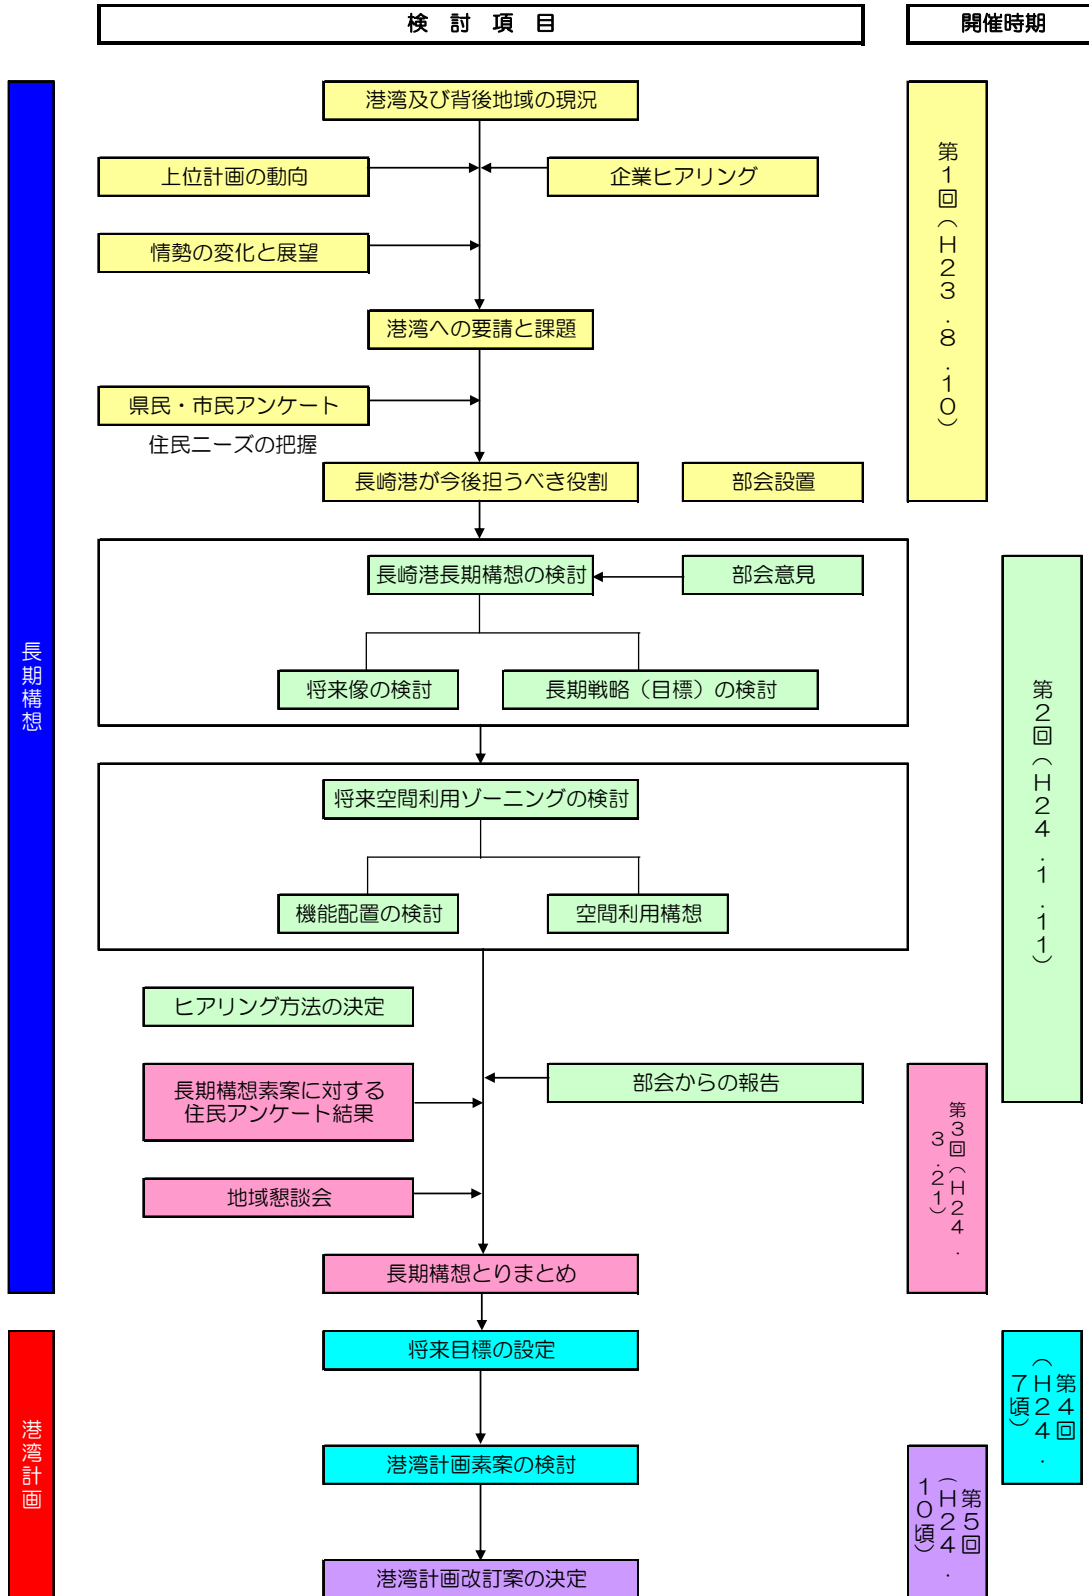 検　討　項　目
開催時期
長期構想
港湾及び背後地域の現況
上位計画の動向
企業ヒアリング
情勢の変化と展望
港湾への要請と課題
県民・市民アンケート
住民ニーズの把握
長崎港が今後担うべき役割
部会設置
第１回（Ｈ２３．８．１０）
長崎港長期構想の検討
部会意見
将来像の検討
長期戦略（目標）の検討
将来空間利用ゾーニングの検討
機能配置の検討
空間利用構想
ヒアリング方法の決定
部会からの報告
第２回（Ｈ２４．１．１１）
長期構想素案に対する
住民アンケート結果
地域懇談会
長期構想とりまとめ
第３回（Ｈ２４．
３．２１）
港湾計画
将来目標の設定
港湾計画素案の検討
第４回
（Ｈ２４．
７頃）
港湾計画改訂案の決定
第５回
（Ｈ２４．
１０頃）